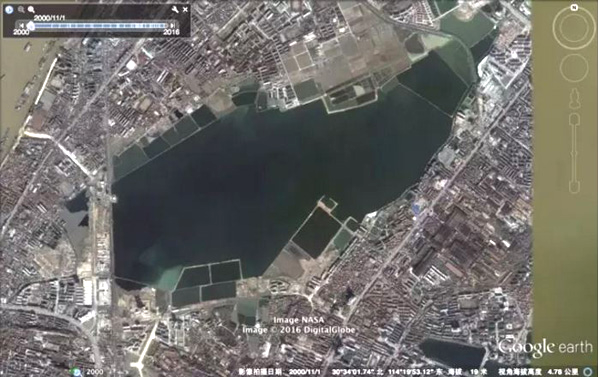 2000/11/1
2000
2016
N
Image NASA
Image © 2016 DigitalGlobe
Google earth
2000
影像拍摄日期: 2000/11/1 30°34'01.74" 北 114°19'53.12" 东 海拔 19 米 视角海拔高度 4.78 公里